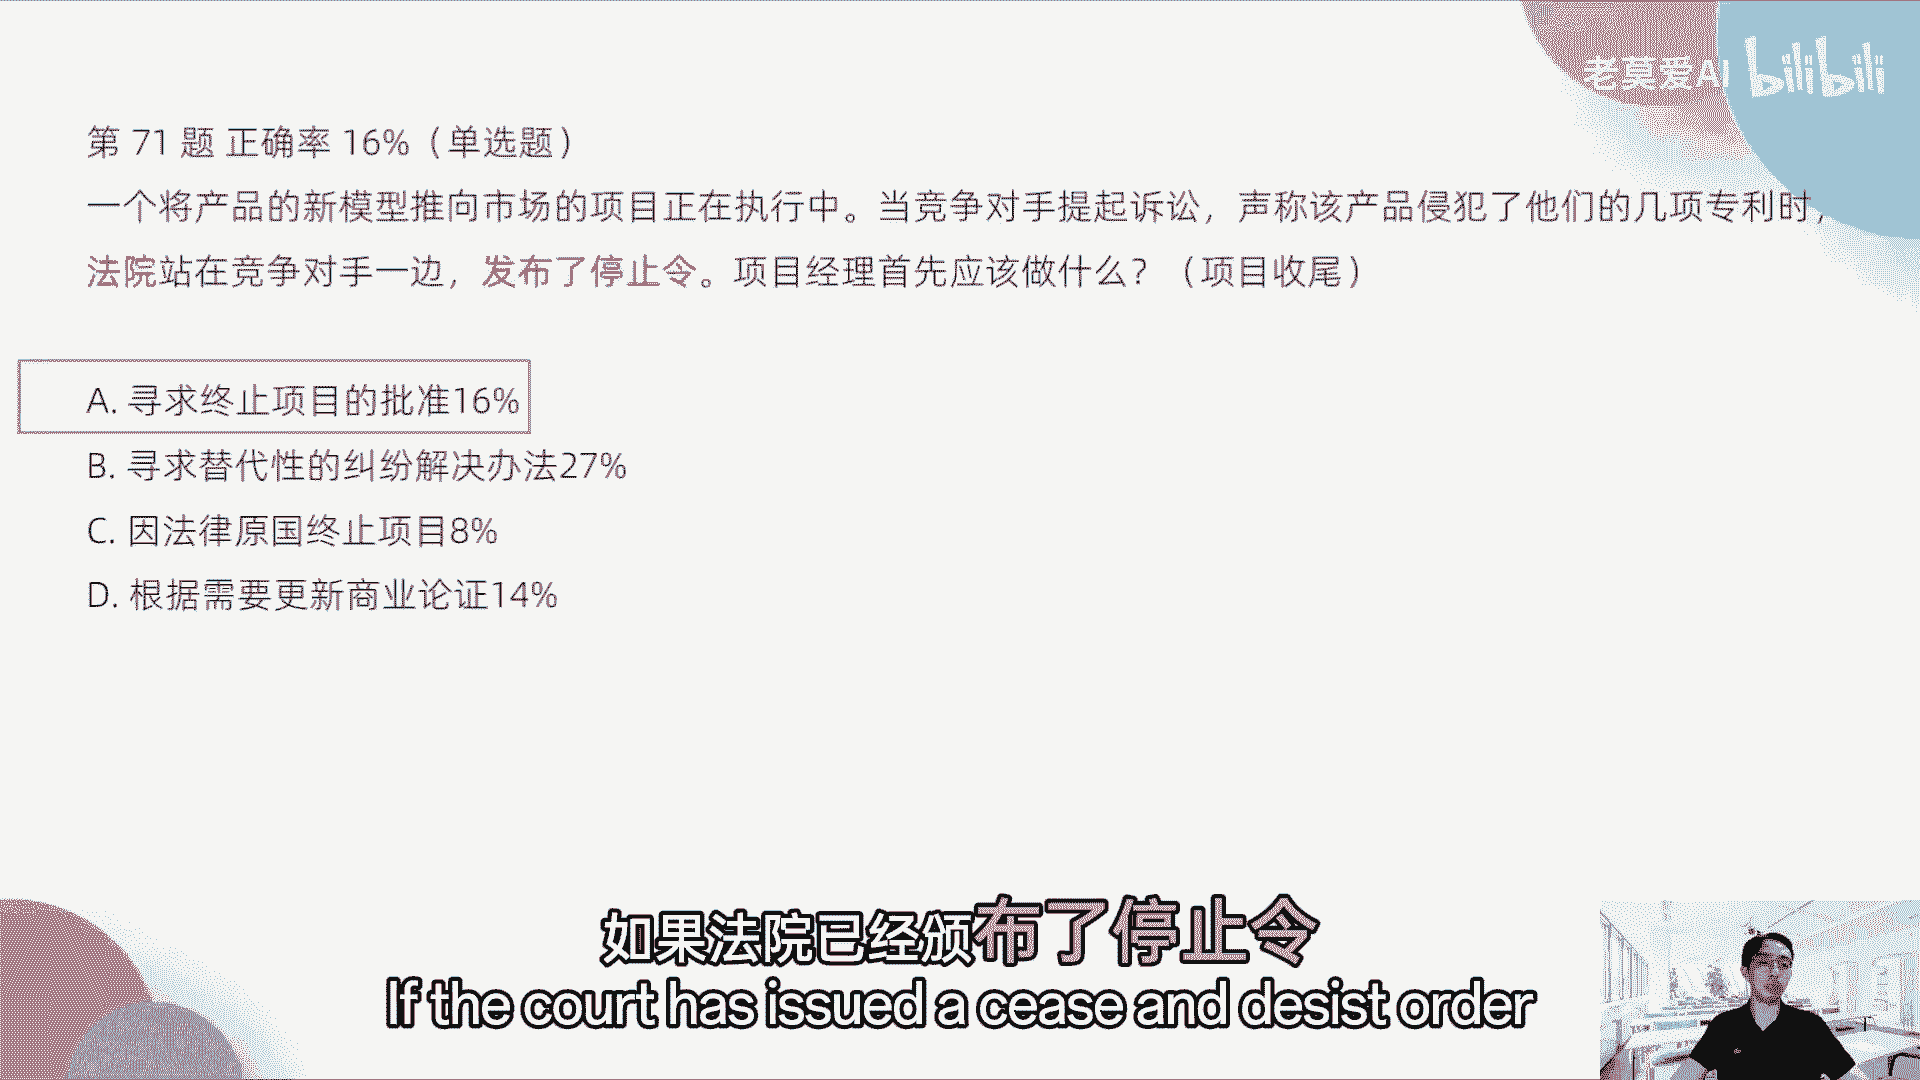 老莫爱AI bilibili
第 71 题 正确率 16%（单选题）
一个将产品的新模型推向市场的项目正在执行中。当竞争对手提起诉讼，声称该产品侵犯了他们的几项专利时，
法院站在竞争对手一边，发布了停止令。项目经理首先应该做什么？（项目收尾）
A. 寻求终止项目的批准16%
B. 寻求替代性的纠纷解决办法27%
C. 因法律原国终止项目8%
D. 根据需要更新商业论证14%
如果法院已经颁布了停止令
If the court has issued a cease and desist order